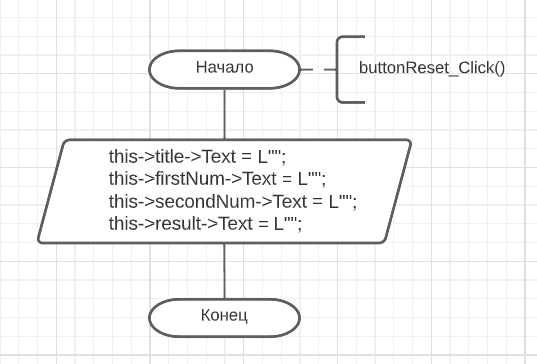 Начало
buttonReset_Click()
this->title->Text = L"";
this->firstNum->Text = L"";
this->secondNum->Text = L"";
this->result->Text = L"";
Конец